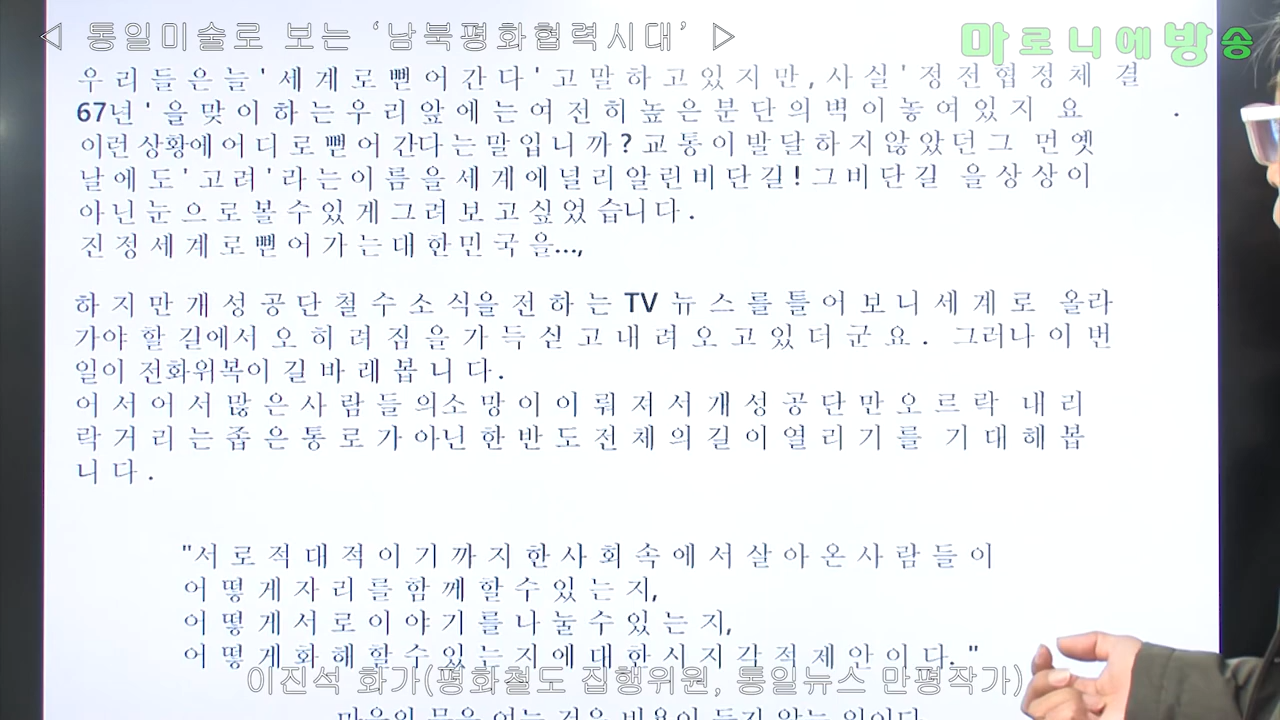 ◁ 통일미술로 보는 ‘남북평화협력시대’ ▷
마로니에방송
우리들은늘'세계로뻗어간다'고말하고있지만,사실'정전협정체 결
67년'을맞이하는우리앞에는여전히높은분단의벽이놓여있지 요 .
이런 상황에어디로뻗어간다는말입니까?교통이발달하지않았던그 먼옛
날에도'고려'라는이름을세계에널리알린비단길!그비단길 을상상이
아닌눈으로볼수있게그려보고싶었습니다.
진정세계로뻗어가는대한민국을...,
하지만개성공단철수소식을전하는 TV 뉴스를틀어보니세계로 올라
가야 할 길에서 오히려짐을가득싣고내려오고있더군요. 그러나이번
일이 전화위복이 길바래봅니다.
어서어서많은사람들의소망이이뤄저서개성공단만오르락 내리
락거리는좁은통로가아닌한반도전체의길이열리기를 기대해봅
니다.
"서로적대적이기까지한사회속에서살아온사람들이
어떻게자리를함께할수있는지,
어떻게서로이야기를나눌수있는지,
어떻게화해할수있는지에대한시지각적제안이다."
이진석 화가(평화철도 집행위원, 통일뉴스 만평작가)